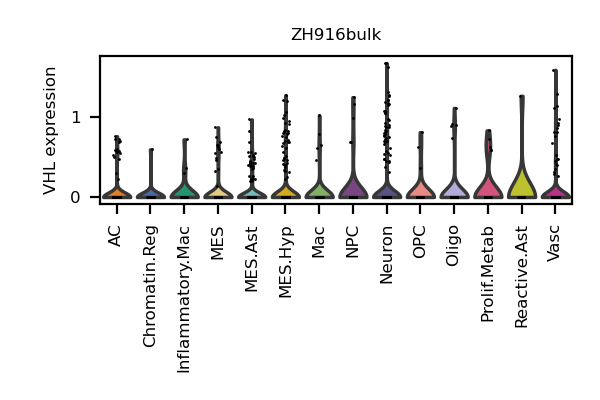 ZH916bulk
VHL expression
1
0
AC
Chromatin.Reg
Inflammatory.Mac
MES
MES.Ast
MES.Hyp
Mac
NPC
Neuron
OPC
Oligo
Prolif.Metab
Reactive.Ast
Vasc